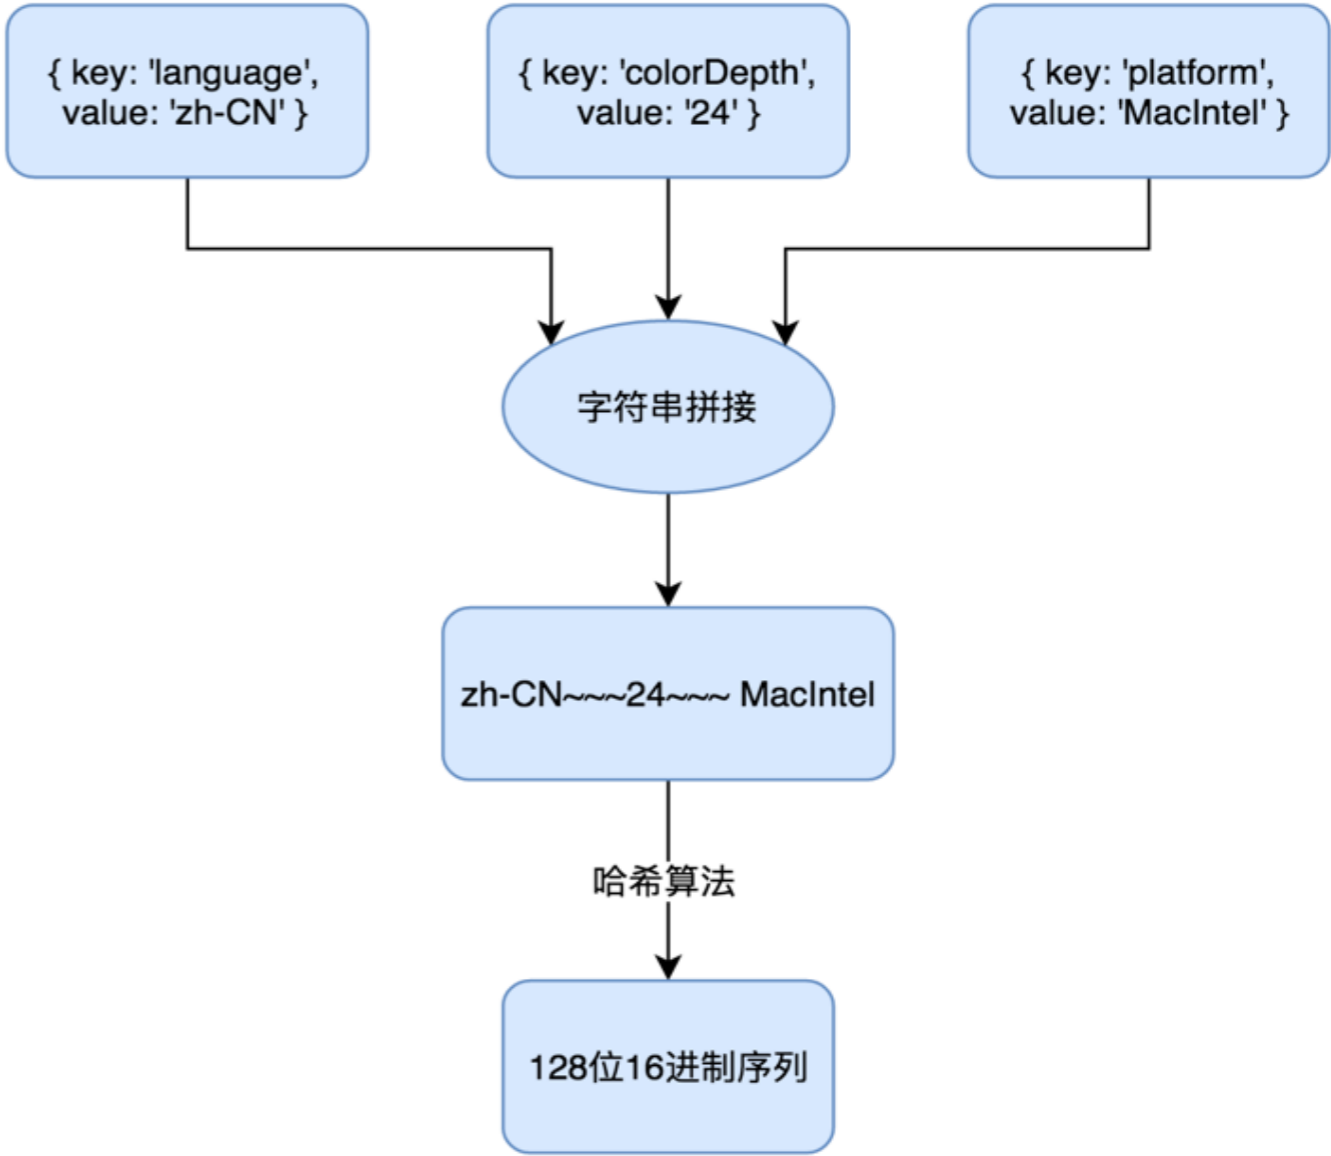 { key: 'language',
value: 'zh-CN' }
{ key: 'colorDepth',
value: '24' }
{ key: 'platform',
value: 'MacIntel' }
字符串拼接
zh-CN~~~24~~~ MacIntel
哈希算法
128位16进制序列